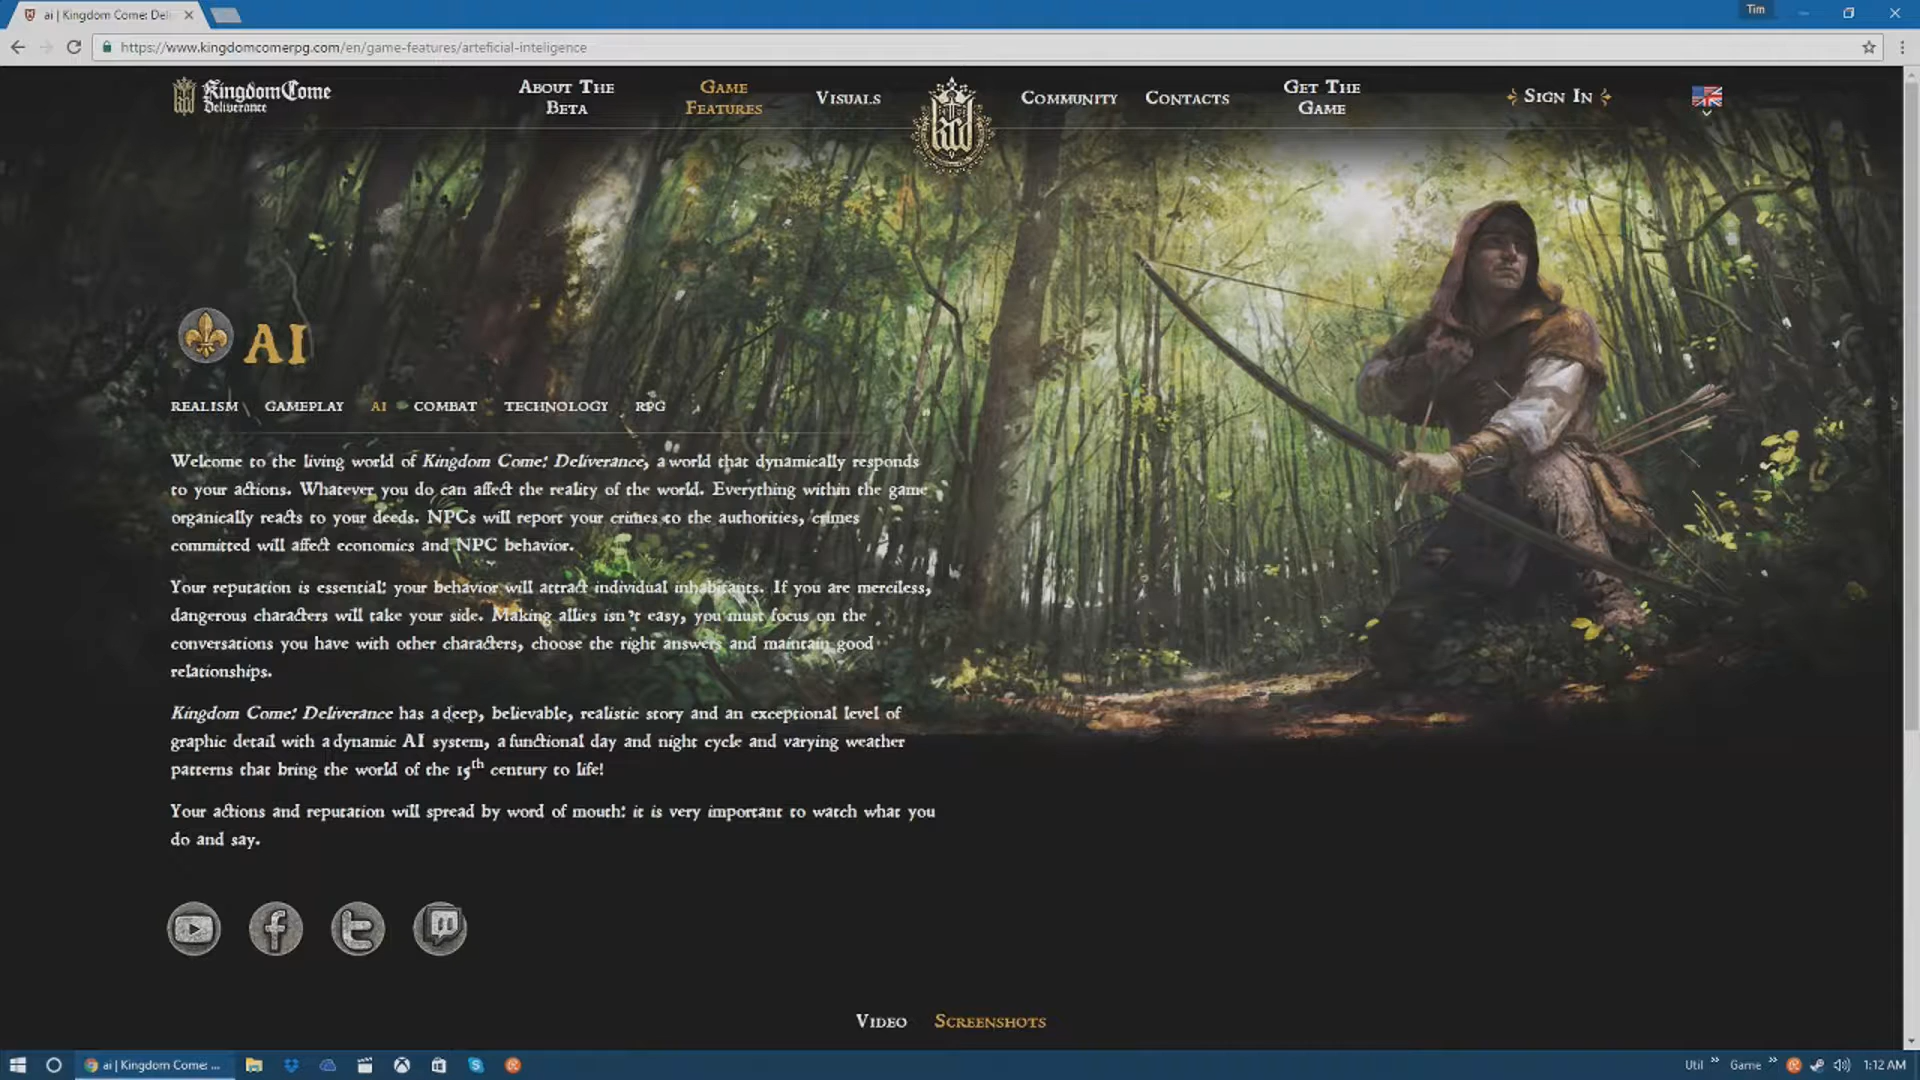 ai | Kingdom Come: Deli
Tim
https://www.kingdomcomerpg.com/en/game-features/arteficial-inteligence
Kingdom Come
Deliverance
About The
Beta
Game
Features
Visuals
kcd
Community
Contacts
Get The
Game
Sign In
AI
REALISM
GAMEPLAY
AI
COMBAT
TECHNOLOGY
RPG
Welcome to the living world of Kingdom Come: Deliverance, a world that dynamically responds
to your actions. Whatever you do can affect the reality of the world. Everything within the game
organically reacts to your deeds. NPCs will report your crimes to the authorities, crimes
committed will affect economics and NPC behavior.
Your reputation is essential: your behavior will attract individual inhabitants. If you are merciless,
dangerous characters will take your side. Making allies isn't easy, you must focus on the
conversations you have with other characters, choose the right answers and maintain good
relationships.
Kingdom Come: Deliverance has a deep, believable, realistic story and an exceptional level of
graphic detail with a dynamic AI system, a functional day and night cycle and varying weather
patterns that bring the world of the 15th century to life!
Your actions and reputation will spread by word of mouth: it is very important to watch what you
do and say.
Video
Screenshots
ai | Kingdom Come: ...
Util
Game
1:12 AM